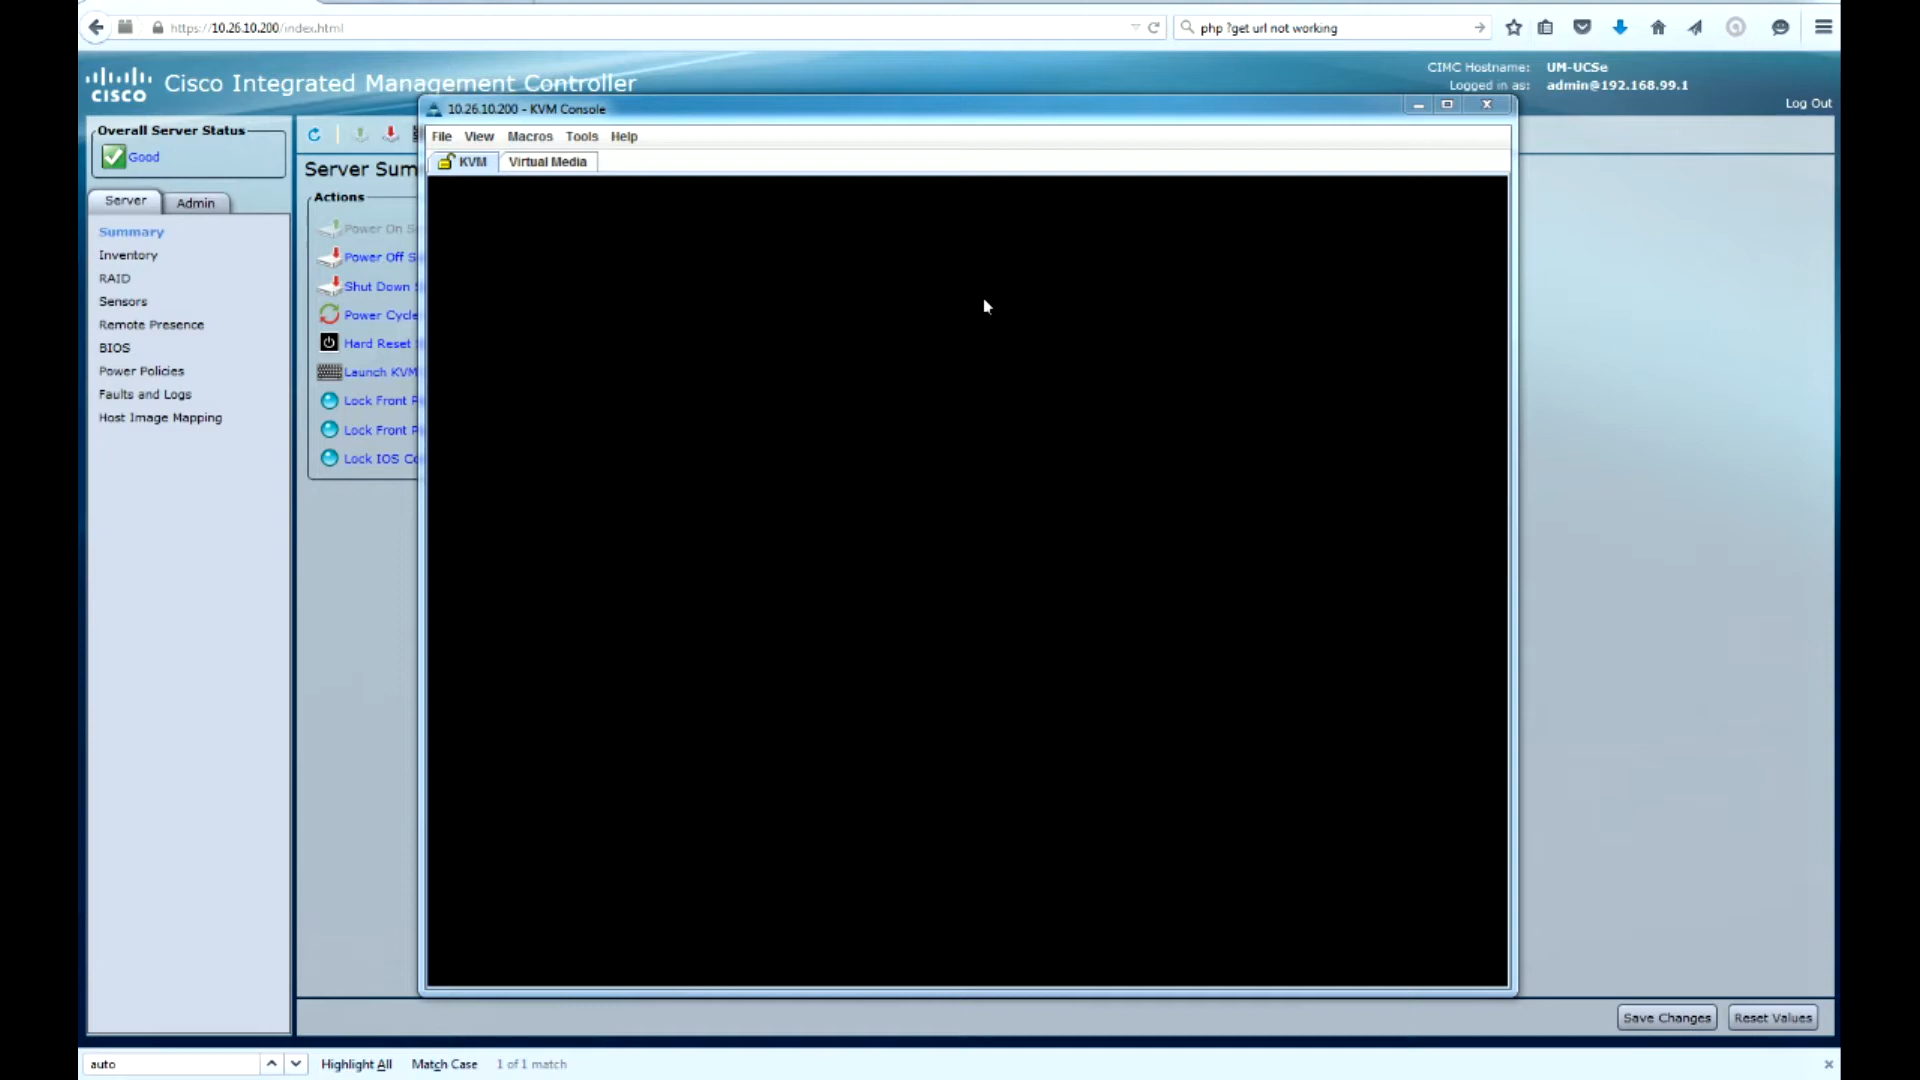 https://10.26.10.200/index.html
php ?get url not working
CISCO
Cisco Integrated Management Controller
CIMC Hostname: UM-UCSe
Logged in as: admin@192.168.99.1
Log Out
Overall Server Status
Good
Server
Admin
Summary
Inventory
RAID
Sensors
Remote Presence
BIOS
Power Policies
Faults and Logs
Host Image Mapping
Server Sum
Actions
Power On S
Power Off S
Shut Down
Power Cycle
Hard Reset
Launch KVM
Lock Front
Lock Front
Lock IOS
10.26.10.200 - KVM Console
File View Macros Tools Help
KVM
Virtual Media
Save Changes
Reset Values
auto
Highlight All
Match Case
1 of 1 match